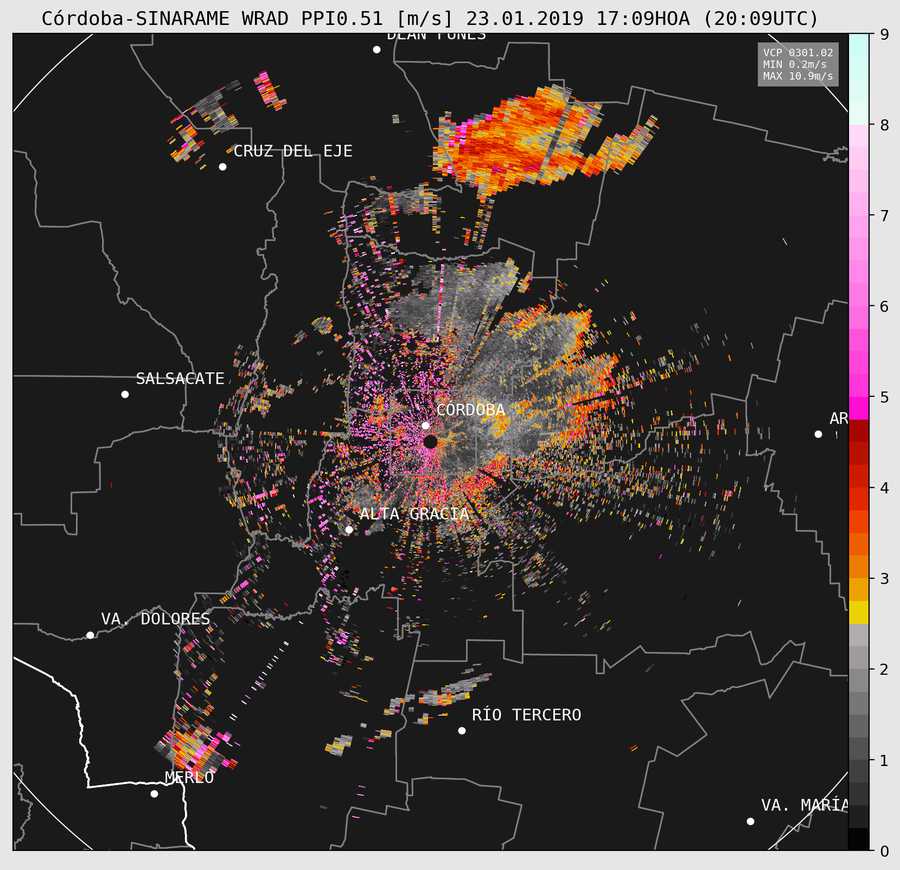 Córdoba-SINARAME WRAD PPI0.51 [m/s] 23.01.2019 17:09HOA (20:09UTC)
DEAN FUNES
VCP 0301.02
MIN 0.2m/s
MAX 10.9m/s
CRUZ DEL EJE
SALSACATE
CÓRDOBA
AR
ALTA GRACIA
VA. DOLORES
RÍO TERCERO
MERLO
VA. MARÍA
9
8
7
6
5
4
3
2
1
0